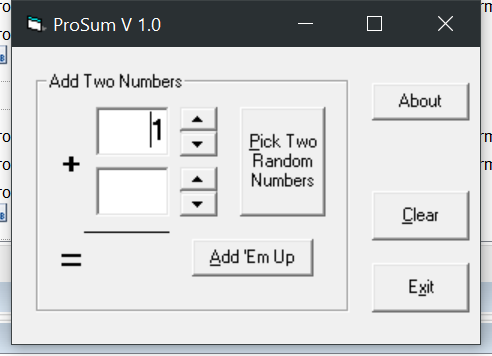 ProSum V 1.0
Add Two Numbers
1
+
=
Pick Two
Random
Numbers
Add 'Em Up
About
Clear
Exit